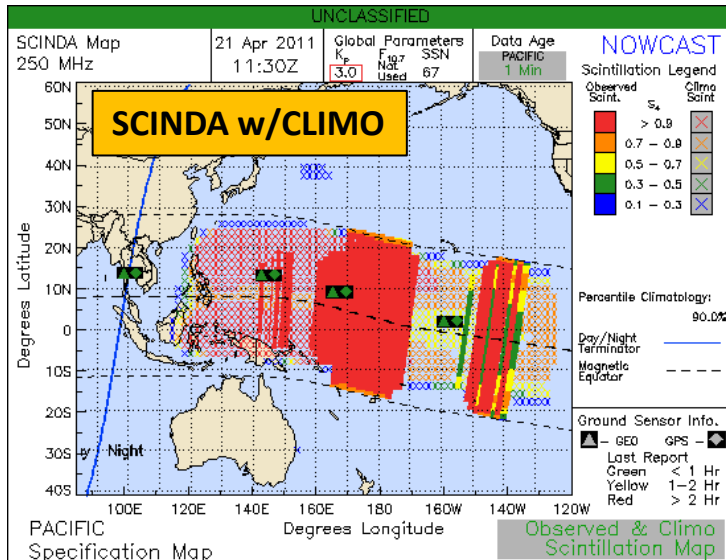 UNCLASSIFIED
SCINDA Map
250 MHz
21 Apr 2011
11:30Z
Global Parameters
Kp F10.7 SSN
3.0 Not Used 67
Data Age
PACIFIC
1 Min
NOWCAST
Scintillation Legend
Observed Scint. S4 Climo Scint
> 0.9
0.7 - 0.9
0.5 - 0.7
0.3 - 0.5
0.1 - 0.3
SCINDA w/CLIMO
60N
50N
40N
30N
20N
10N
0
10S
20S
30S
40S
Degrees Latitude
Night
100E 120E 140E 160E 180E 160W 140W 120W
Degrees Longitude
Percentile Climatology:
90.0%
Day/Night
Terminator
Magnetic
Equator
Ground Sensor Info.
- GEO GPS -
Last Report
Green < 1 Hr
Yellow 1-2 Hr
Red > 2 Hr
PACIFIC
Specification Map
Observed & Climo
Scintillation Map